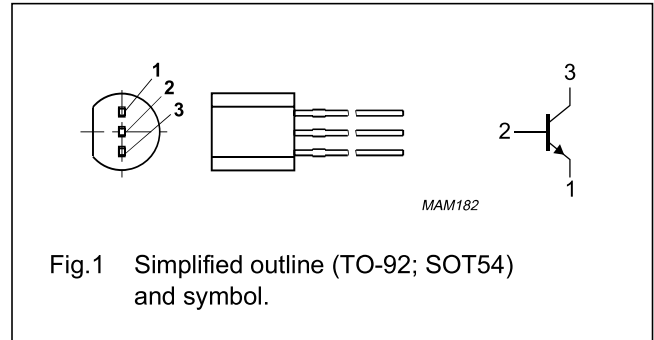 1
2
3
3
2
1
MAM182
Fig.1 Simplified outline (TO-92; SOT54)
and symbol.